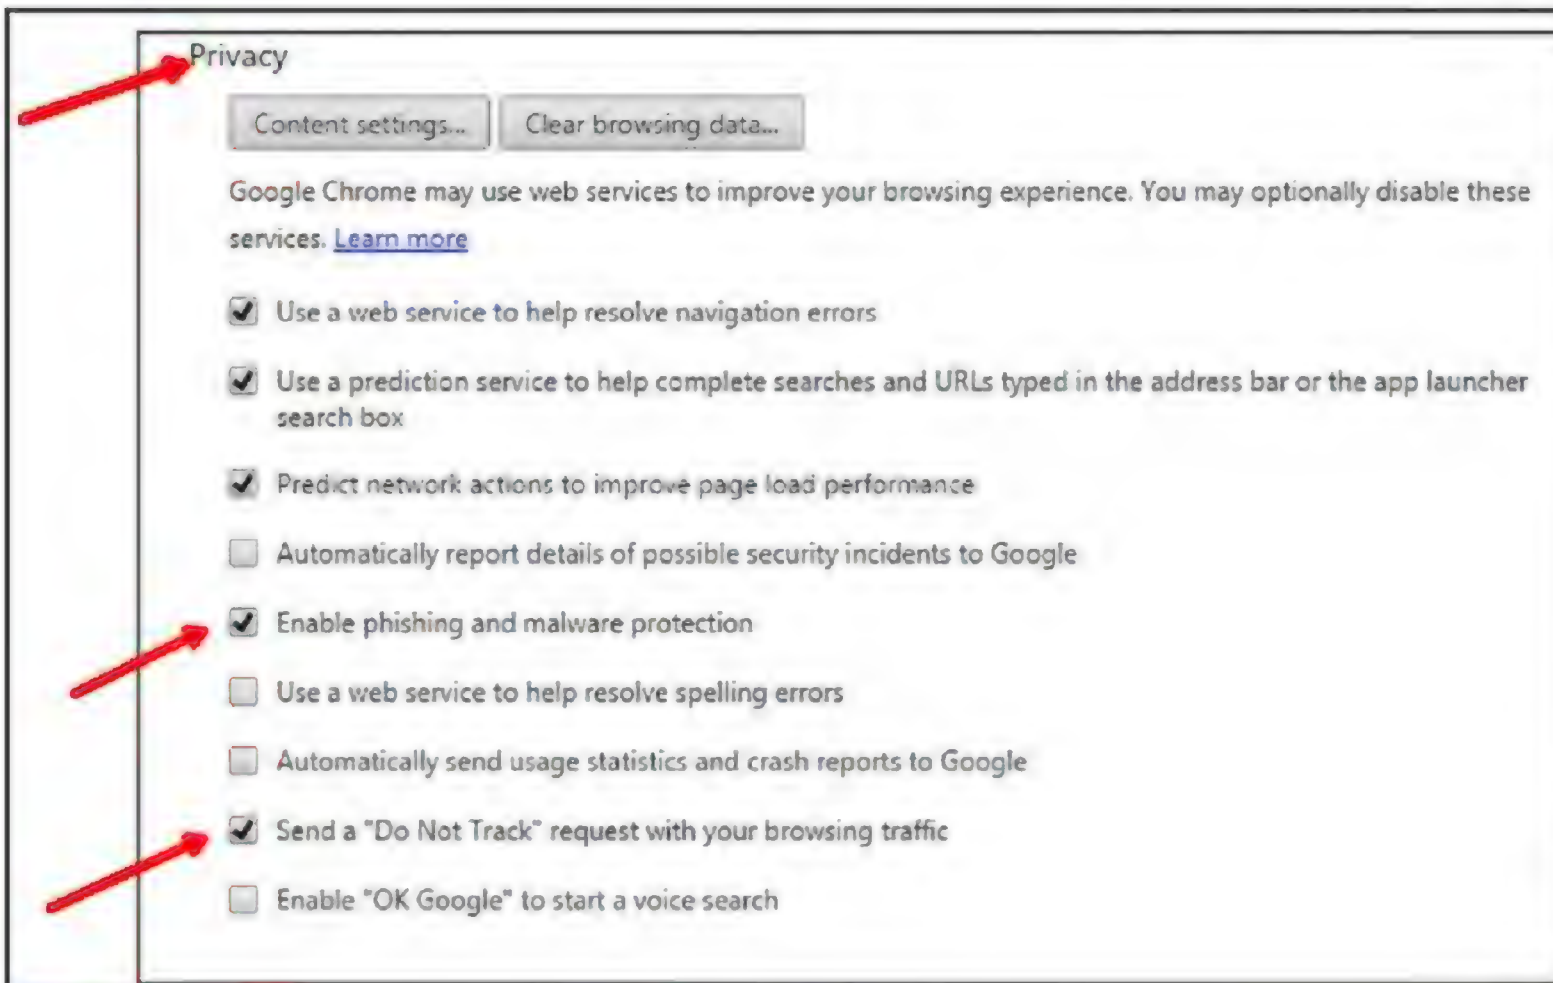 Privacy
Content settings... Clear browsing data...
Google Chrome may use web services to improve your browsing experience. You may optionally disable these
services. Learn more
Use a web service to help resolve navigation errors
Use a prediction service to help complete searches and URLs typed in the address bar or the app launcher
search box
Predict network actions to improve page load performance
Automatically report details of possible security incidents to Google
Enable phishing and malware protection
Use a web service to help resolve spelling errors
Automatically send usage statistics and crash reports to Google
Send a "Do Not Track" request with your browsing traffic
Enable "OK Google" to start a voice search